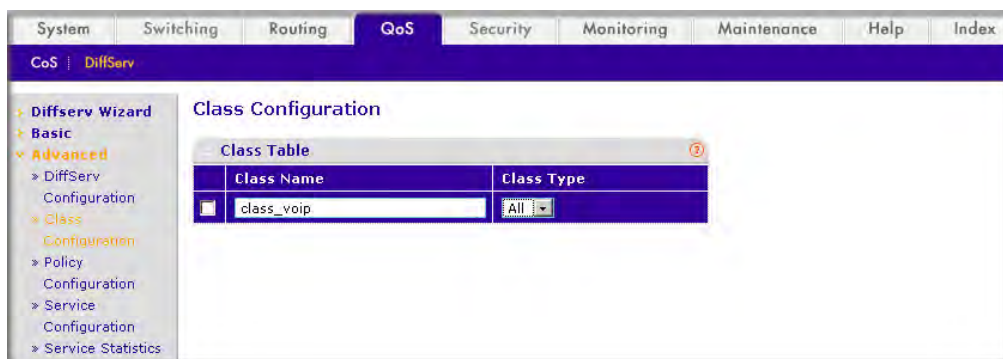 System Switching Routing QoS Security Monitoring Maintenance Help Index
CoS | DiffServ
Diffserv Wizard
Basic
Advanced
» DiffServ
Configuration
» Class
Configuration
» Policy
Configuration
» Service
Configuration
» Service Statistics
Class Configuration
Class Table ?
Class Name Class Type
class_voip All